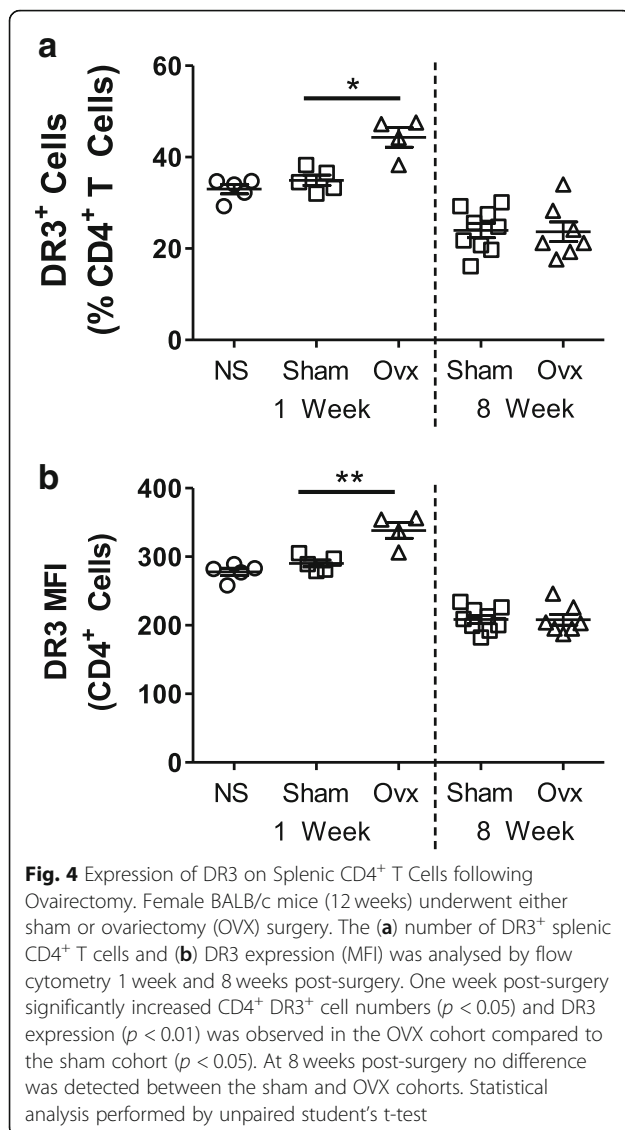 a
DR3⁺ Cells
(% CD4⁺ T Cells)
60
40
20
0
*
NS Sham Ovx Sham Ovx
1 Week 8 Week
b
DR3 MFI
(CD4⁺ Cells)
400
300
200
100
0
**
NS Sham Ovx Sham Ovx
1 Week 8 Week
Fig. 4 Expression of DR3 on Splenic CD4⁺ T Cells following
Ovairectomy. Female BALB/c mice (12 weeks) underwent either
sham or ovariectomy (OVX) surgery. The (a) number of DR3⁺ splenic
CD4⁺ T cells and (b) DR3 expression (MFI) was analysed by flow
cytometry 1 week and 8 weeks post-surgery. One week post-surgery
significantly increased CD4⁺ DR3⁺ cell numbers (p < 0.05) and DR3
expression (p < 0.01) was observed in the OVX cohort compared to
the sham cohort (p < 0.05). At 8 weeks post-surgery no difference
was detected between the sham and OVX cohorts. Statistical
analysis performed by unpaired student's t-test